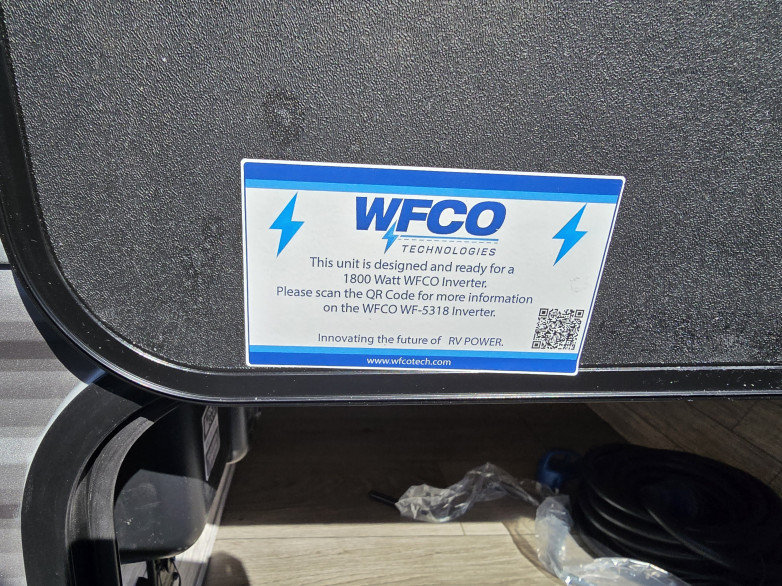 WFCO
TECHNOLOGIES
This unit is designed and ready for a
1800 Watt WFCO Inverter.
Please scan the QR Code for more information
on the WFCO WF-5318 Inverter.
Innovating the future of RV POWER.
www.wfcotech.com